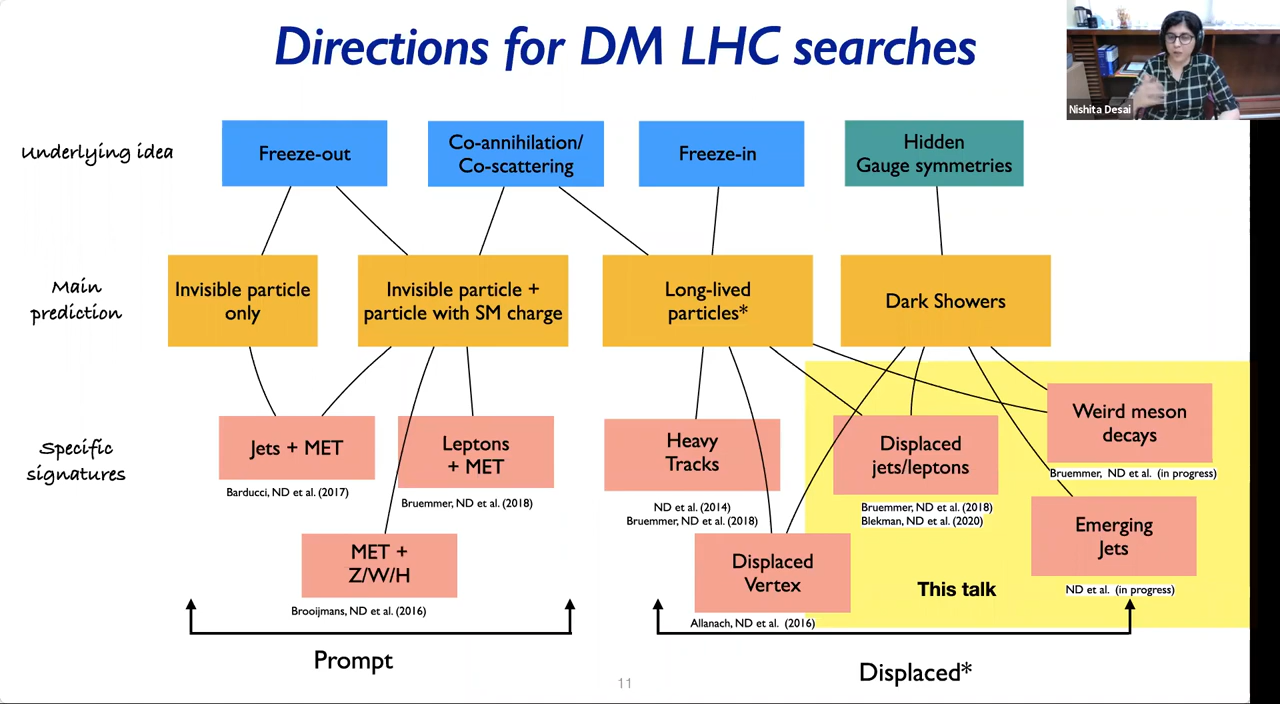 Directions for DM LHC searches
Nishita Desai
Underlying idea
Freeze-out
Co-annihilation/
Co-scattering
Freeze-in
Hidden
Gauge symmetries
Main
prediction
Invisible particle
only
Invisible particle +
particle with SM charge
Long-lived
particles*
Dark Showers
Specific
signatures
Jets + MET
Barducci, ND et al. (2017)
Leptons
+ MET
Bruemmer, ND et al. (2018)
MET +
Z/W/H
Brooijmans, ND et al. (2016)
Heavy
Tracks
ND et al. (2014)
Bruemmer, ND et al. (2018)
Displaced
Vertex
Allanach, ND et al. (2016)
Displaced
jets/leptons
Bruemmer, ND et al. (2018)
Blekman, ND et al. (2020)
Weird meson
decays
Bruemmer, ND et al. (in progress)
Emerging
Jets
ND et al. (in progress)
This talk
Prompt
Displaced*
11